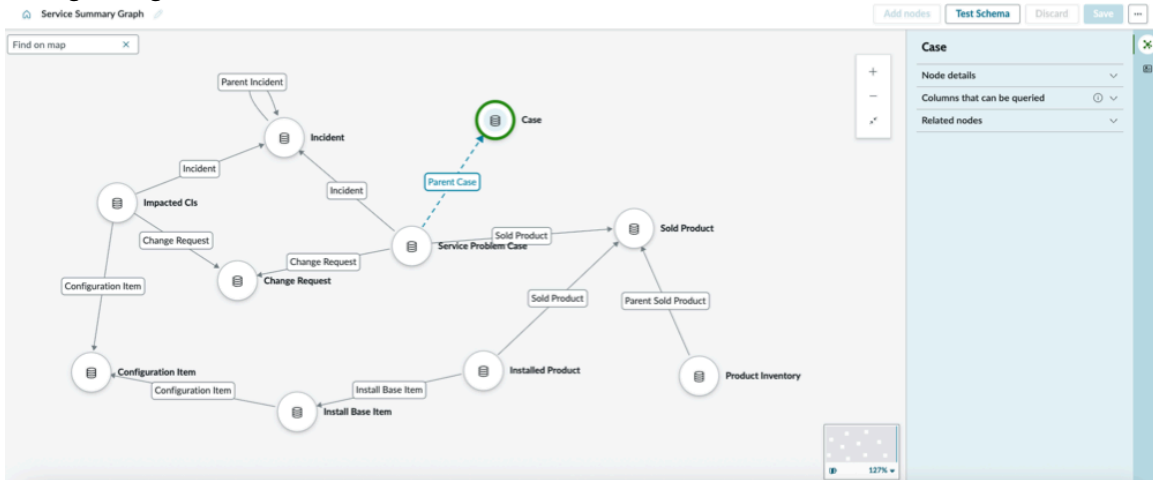 Service Summary Graph
Add nodes
Test Schema
Discard
Save
Find on map
Case
Node details
Columns that can be queried
Related nodes
Parent Incident
Incident
Case
Incident
Incident
Parent Case
Impacted CIs
Sold Product
Sold Product
Change Request
Service Problem Case
Change Request
Change Request
Configuration Item
Sold Product
Parent Sold Product
Configuration Item
Configuration Item
Install Base Item
Installed Product
Product Inventory
Install Base Item
127%